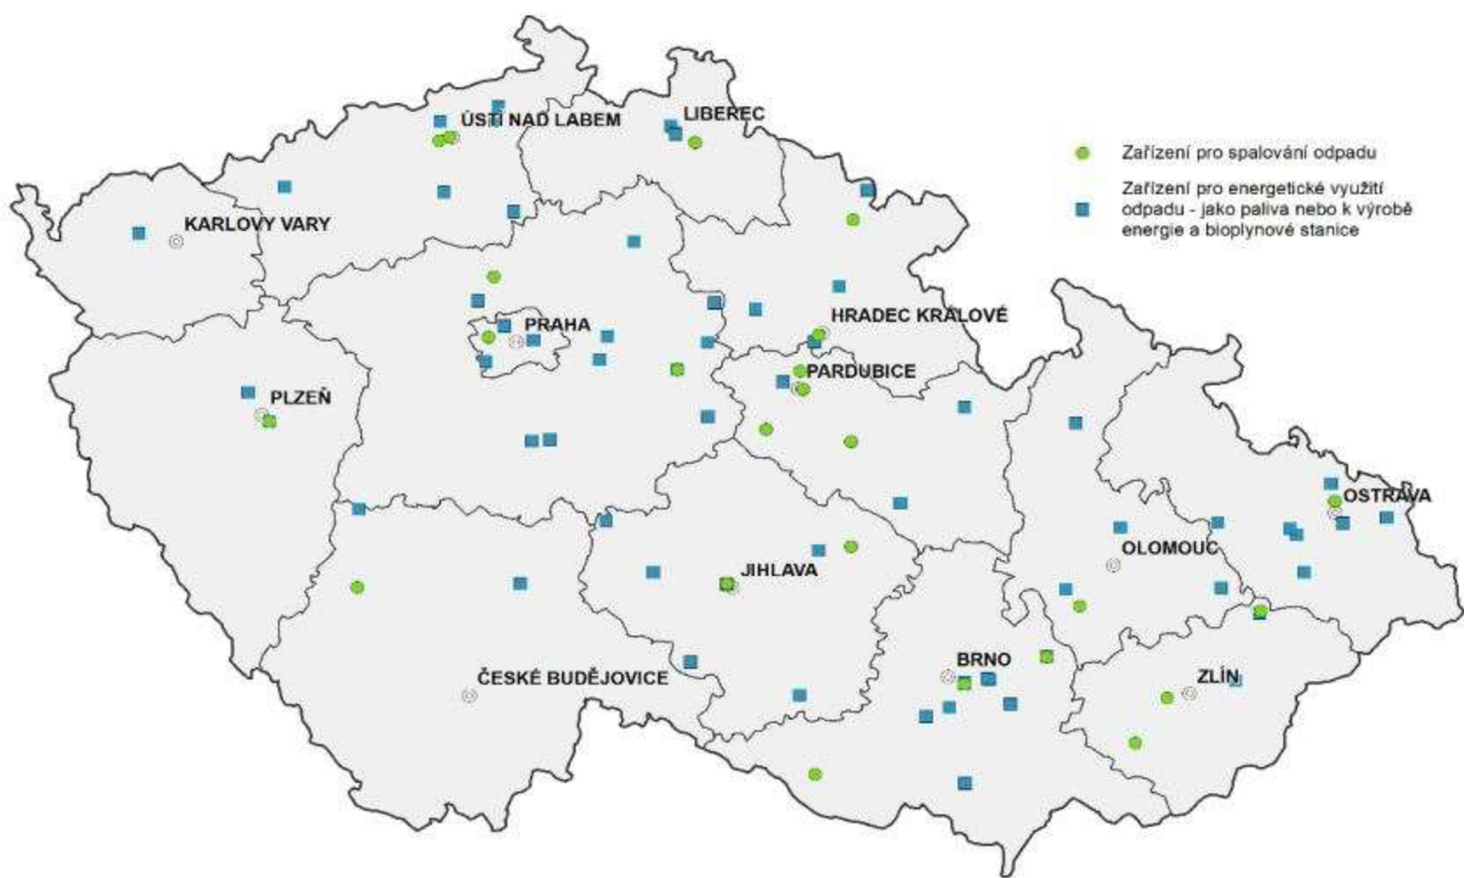 ÚSTÍ NAD LABEM
LIBEREC
Zařízení pro spalování odpadu
Zařízení pro energetické využití
odpadu - jako paliva nebo k výrobě
energie a bioplynové stanice
KARLOVY VARY
HRADEC KRÁLOVÉ
PRAHA
PARDUBICE
PLZEŇ
OSTRAVA
OLOMOUC
JIHLAVA
BRNO
ČESKÉ BUDĚJOVICE
ZLÍN